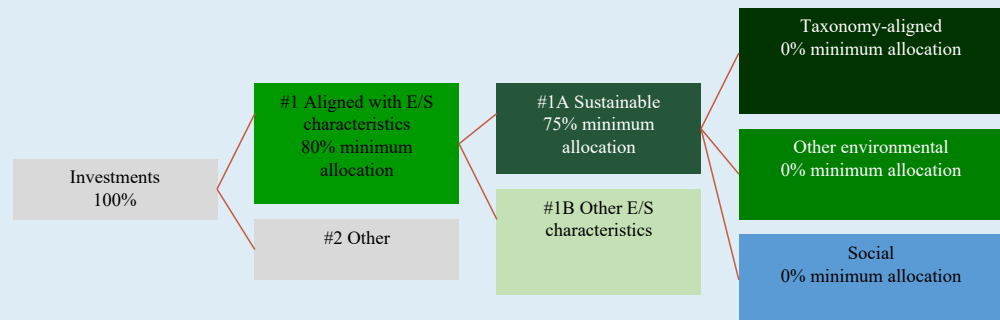 Investments
100%
#1 Aligned with E/S
characteristics
80% minimum
allocation
#2 Other
#1A Sustainable
75% minimum
allocation
#1B Other E/S
characteristics
Taxonomy-aligned
0% minimum allocation
Other environmental
0% minimum allocation
Social
0% minimum allocation